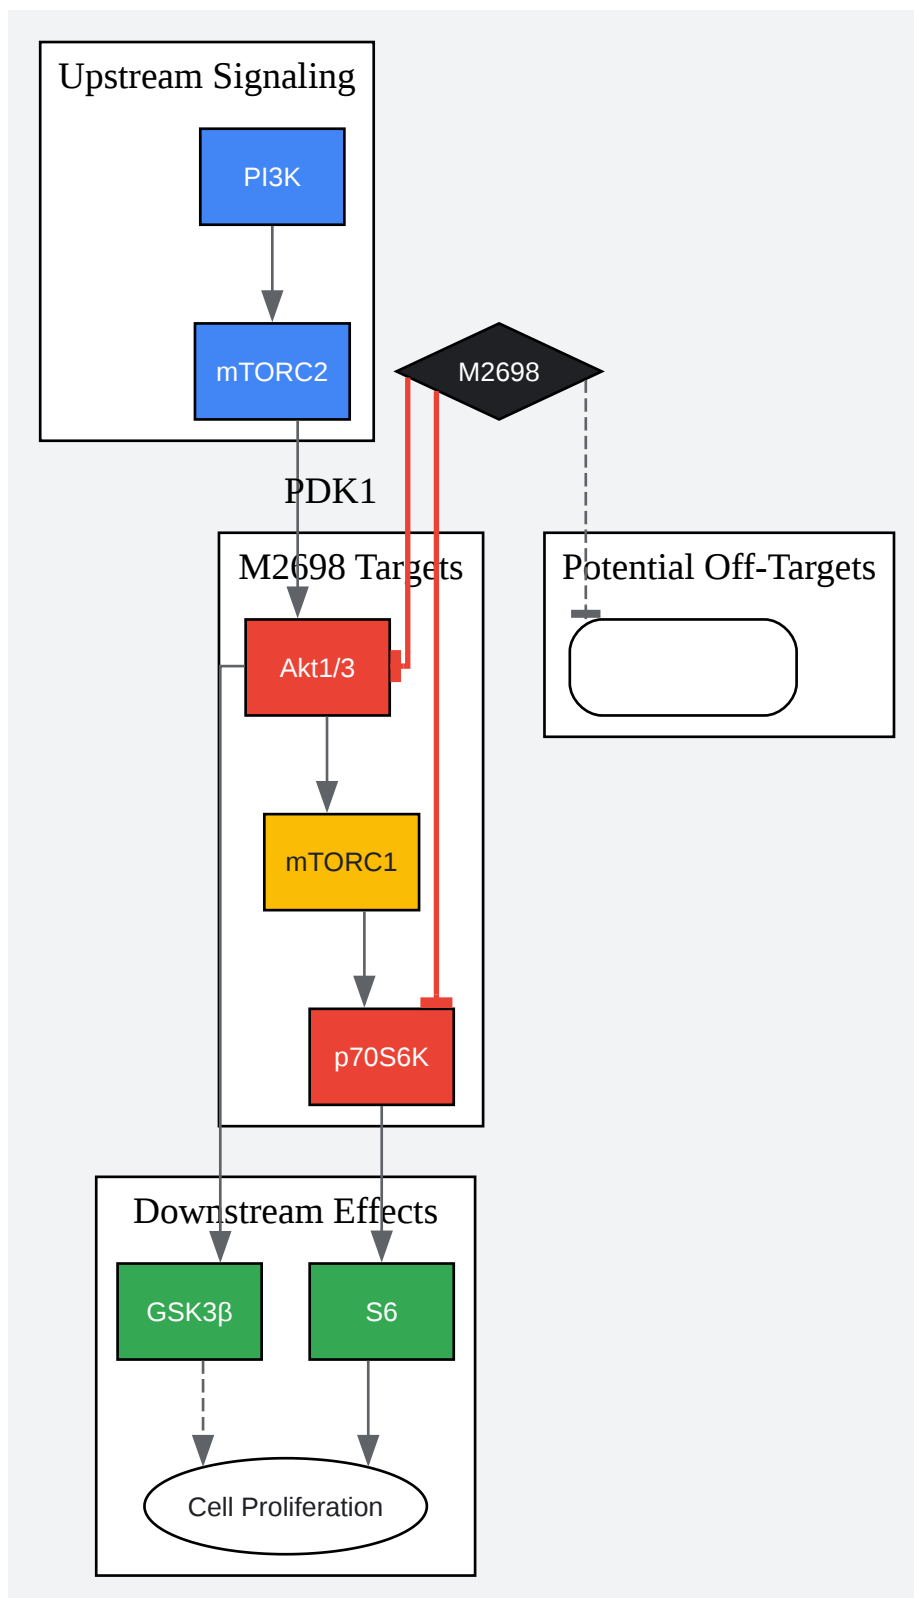 Upstream Signaling
PI3K
mTORC2
M2698
PDK1
M2698 Targets
Potential Off-Targets
Akt1/3
mTORC1
p70S6K
Downstream Effects
GSK3β
S6
Cell Proliferation